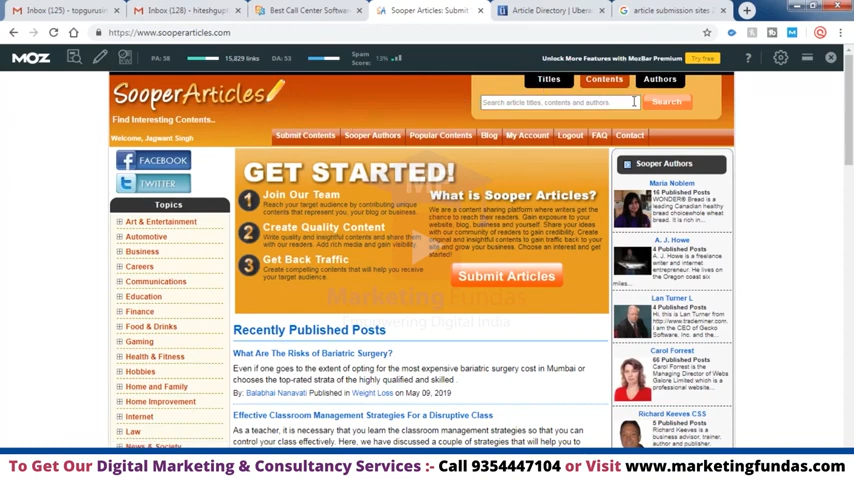 Inbox (125) - topgurusin
Inbox (128) - hiteshgupt
Best Call Center Softwar
Sooper Articles: Submit
Article Directory | Ubers
article submission sites 2
https://www.sooperarticles.com
MOZ
PA: 58
15,829 links
DA: 53
Spam Score: 13%
Unlock More Features with MozBar Premium
Try free
SooperArticles
Find Interesting Contents..
Welcome, Jagwant Singh
Titles
Contents
Authors
Search article titles, contents and authors.
Search
Submit Contents
Sooper Authors
Popular Contents
Blog
My Account
Logout
FAQ
Contact
FACEBOOK
TWITTER
Topics
Art & Entertainment
Automotive
Business
Careers
Communications
Education
Finance
Food & Drinks
Gaming
Health & Fitness
Hobbies
Home and Family
Home Improvement
Internet
Law
News & Society
GET STARTED!
1 Join Our Team
Reach your target audience by contributing unique
contents that represent you, your blog or business.
2 Create Quality Content
Write quality and insightful contents and share them
with our readers. Add rich media and gain visibility.
3 Get Back Traffic
Create compelling contents that will help you receive
your target audience.
What is Sooper Articles?
We are a content sharing platform where writers get the
chance to reach their readers. Gain exposure to your
website, blog, business and yourself. Share your ideas
with our community of readers to gain credibility. Create
original and insightful contents to gain traffic back to your
site and grow your business. Choose an interest and get
started!
Submit Articles
Marketing Fundas
Empowering Digital India
Recently Published Posts
What Are The Risks of Bariatric Surgery?
Even if one goes to the extent of opting for the most expensive bariatric surgery cost in Mumbai or
chooses the top-rated strata of the highly qualified and skilled .
By: Balabhai Nanavati Published in Weight Loss on May 09, 2019
Effective Classroom Management Strategies For a Disruptive Class
As a teacher, it is necessary that you learn the classroom management strategies so that you can
control your class effectively. Here, we have discussed a couple of strategies that will help you to
Sooper Authors
Maria Noblem
16 Published Posts
WONDER® Bread is a
leading Canadian healthy
bread choice whole wheat
bread. It is rich in..
A. J. Howe
4 Published Posts
A. J. Howe is a freelance
writer and internet
entrepreneur. He lives on
the Oregon coast six
miles...
Lan Turner L
4 Published Posts
Hi, this is Lan Turner from
http://www.trademiner.com,
I am the CEO of Gecko
Software, Inc. In...
Carol Forrest
66 Published Posts
Carol Forrest is the
Marketing Director of Webs
Galore Limited which is a
professional website...
Richard Keeves CSS
5 Published Posts
Richard Keeves is a
business advisor, trainer,
author and publisher...
To Get Our Digital Marketing & Consultancy Services :- Call 9354447104 or Visit www.marketingfundas.com